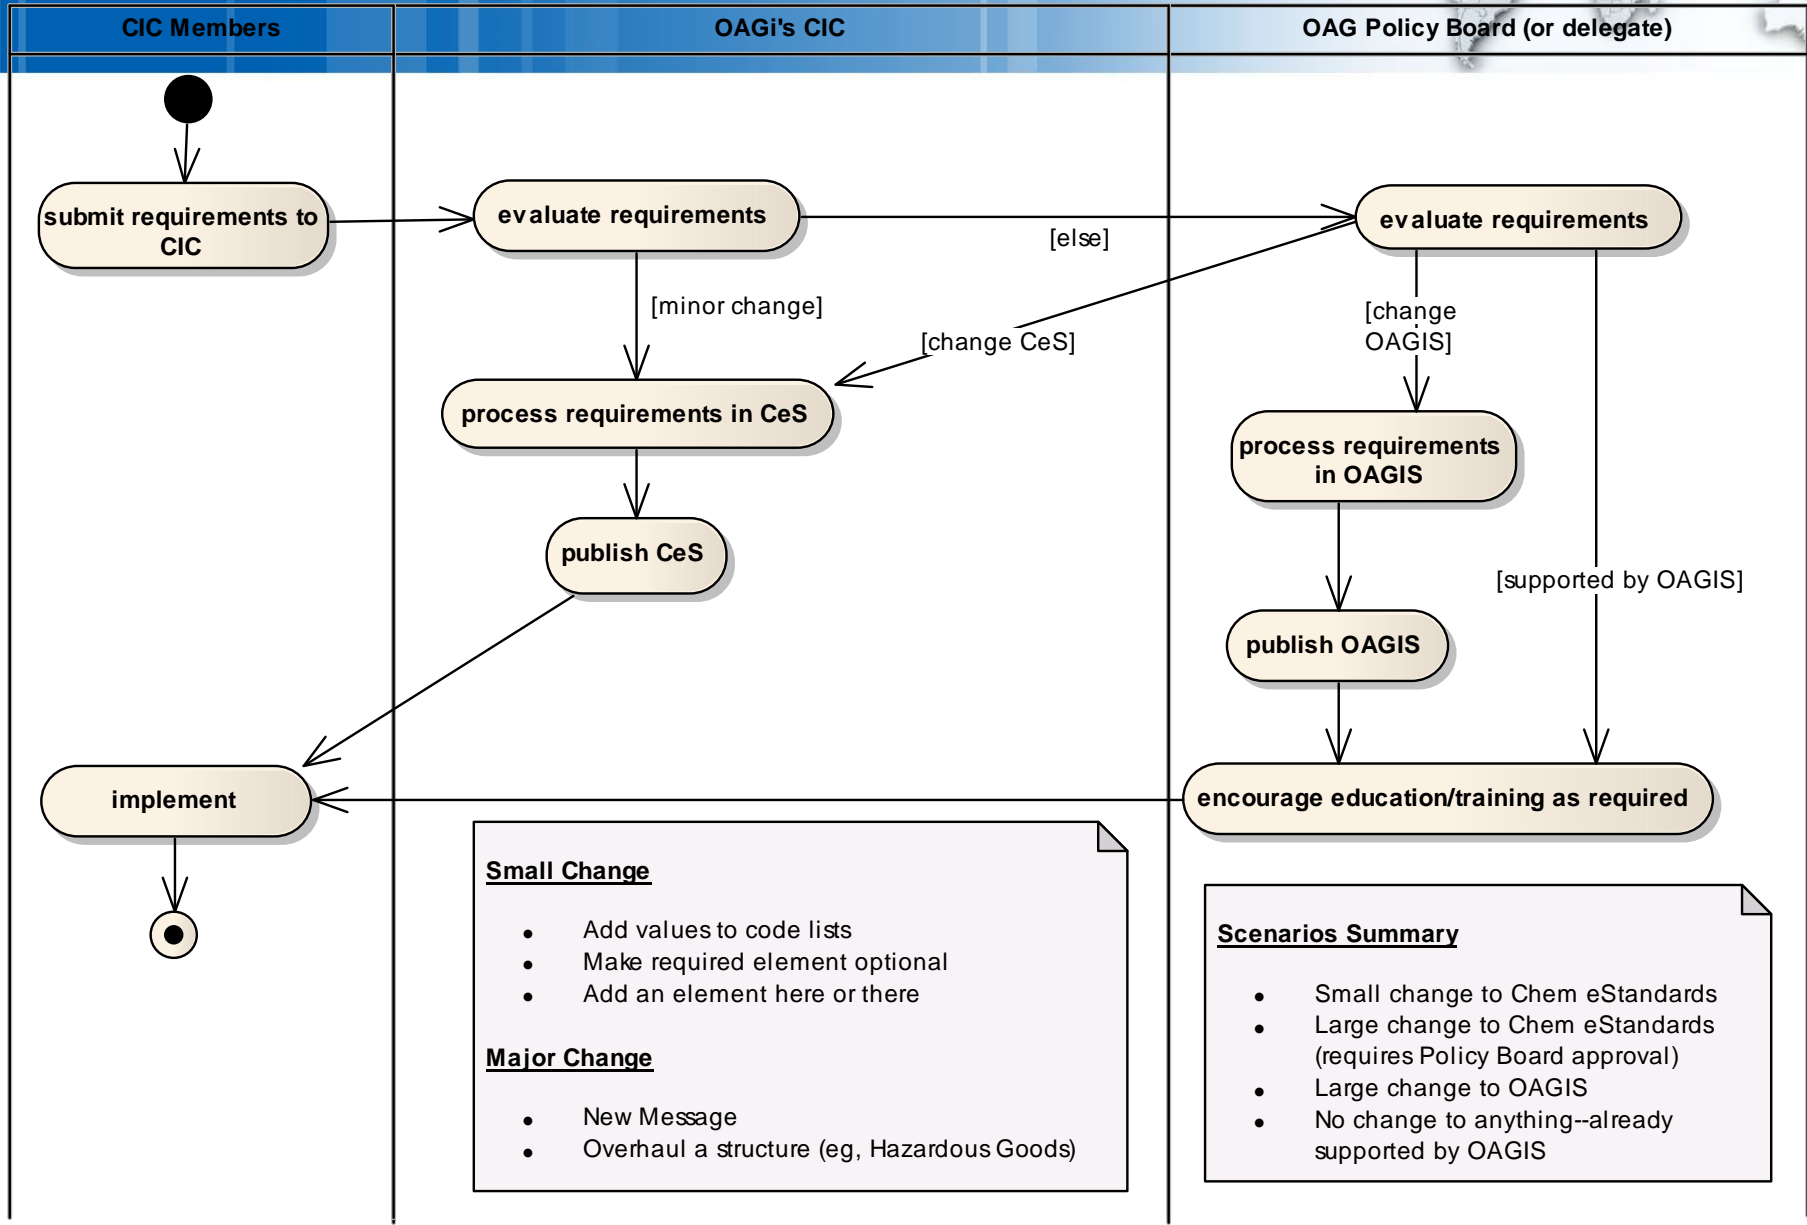 CIC Members
OAGi's CIC
OAG Policy Board (or delegate)
submit requirements to
CIC
evaluate requirements
evaluate requirements
[else]
[minor change]
[change CeS]
[change
OAGIS]
process requirements in CeS
process requirements
in OAGIS
publish CeS
[supported by OAGIS]
publish OAGIS
implement
encourage education/training as required
Small Change
• Add values to code lists
• Make required element optional
• Add an element here or there
Major Change
• New Message
• Overhaul a structure (eg, Hazardous Goods)
Scenarios Summary
• Small change to Chem eStandards
• Large change to Chem eStandards
(requires Policy Board approval)
• Large change to OAGIS
• No change to anything--already
supported by OAGIS